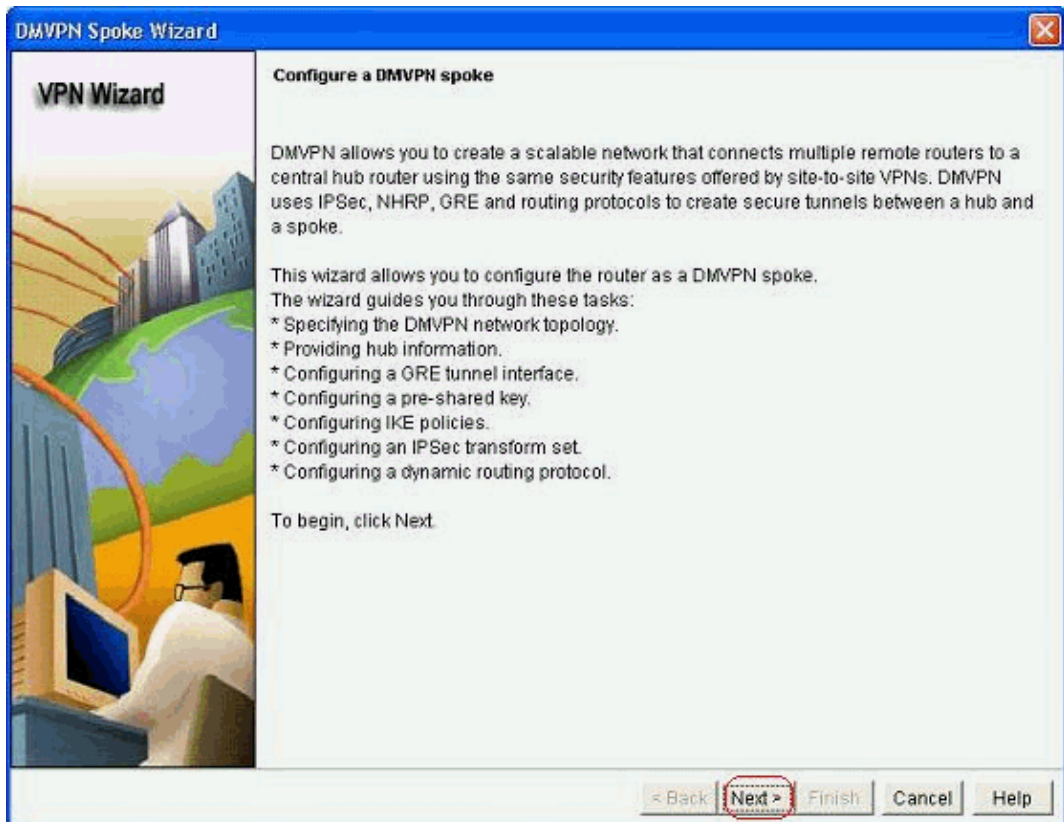 DMVPN Spoke Wizard
VPN Wizard
Configure a DMVPN spoke
DMVPN allows you to create a scalable network that connects multiple remote routers to a
central hub router using the same security features offered by site-to-site VPNs. DMVPN
uses IPSec, NHRP, GRE and routing protocols to create secure tunnels between a hub and
a spoke.
This wizard allows you to configure the router as a DMVPN spoke.
The wizard guides you through these tasks:
* Specifying the DMVPN network topology.
* Providing hub information.
* Configuring a GRE tunnel interface.
* Configuring a pre-shared key.
* Configuring IKE policies.
* Configuring an IPSec transform set.
* Configuring a dynamic routing protocol.
To begin, click Next.
< Back Next > Finish Cancel Help